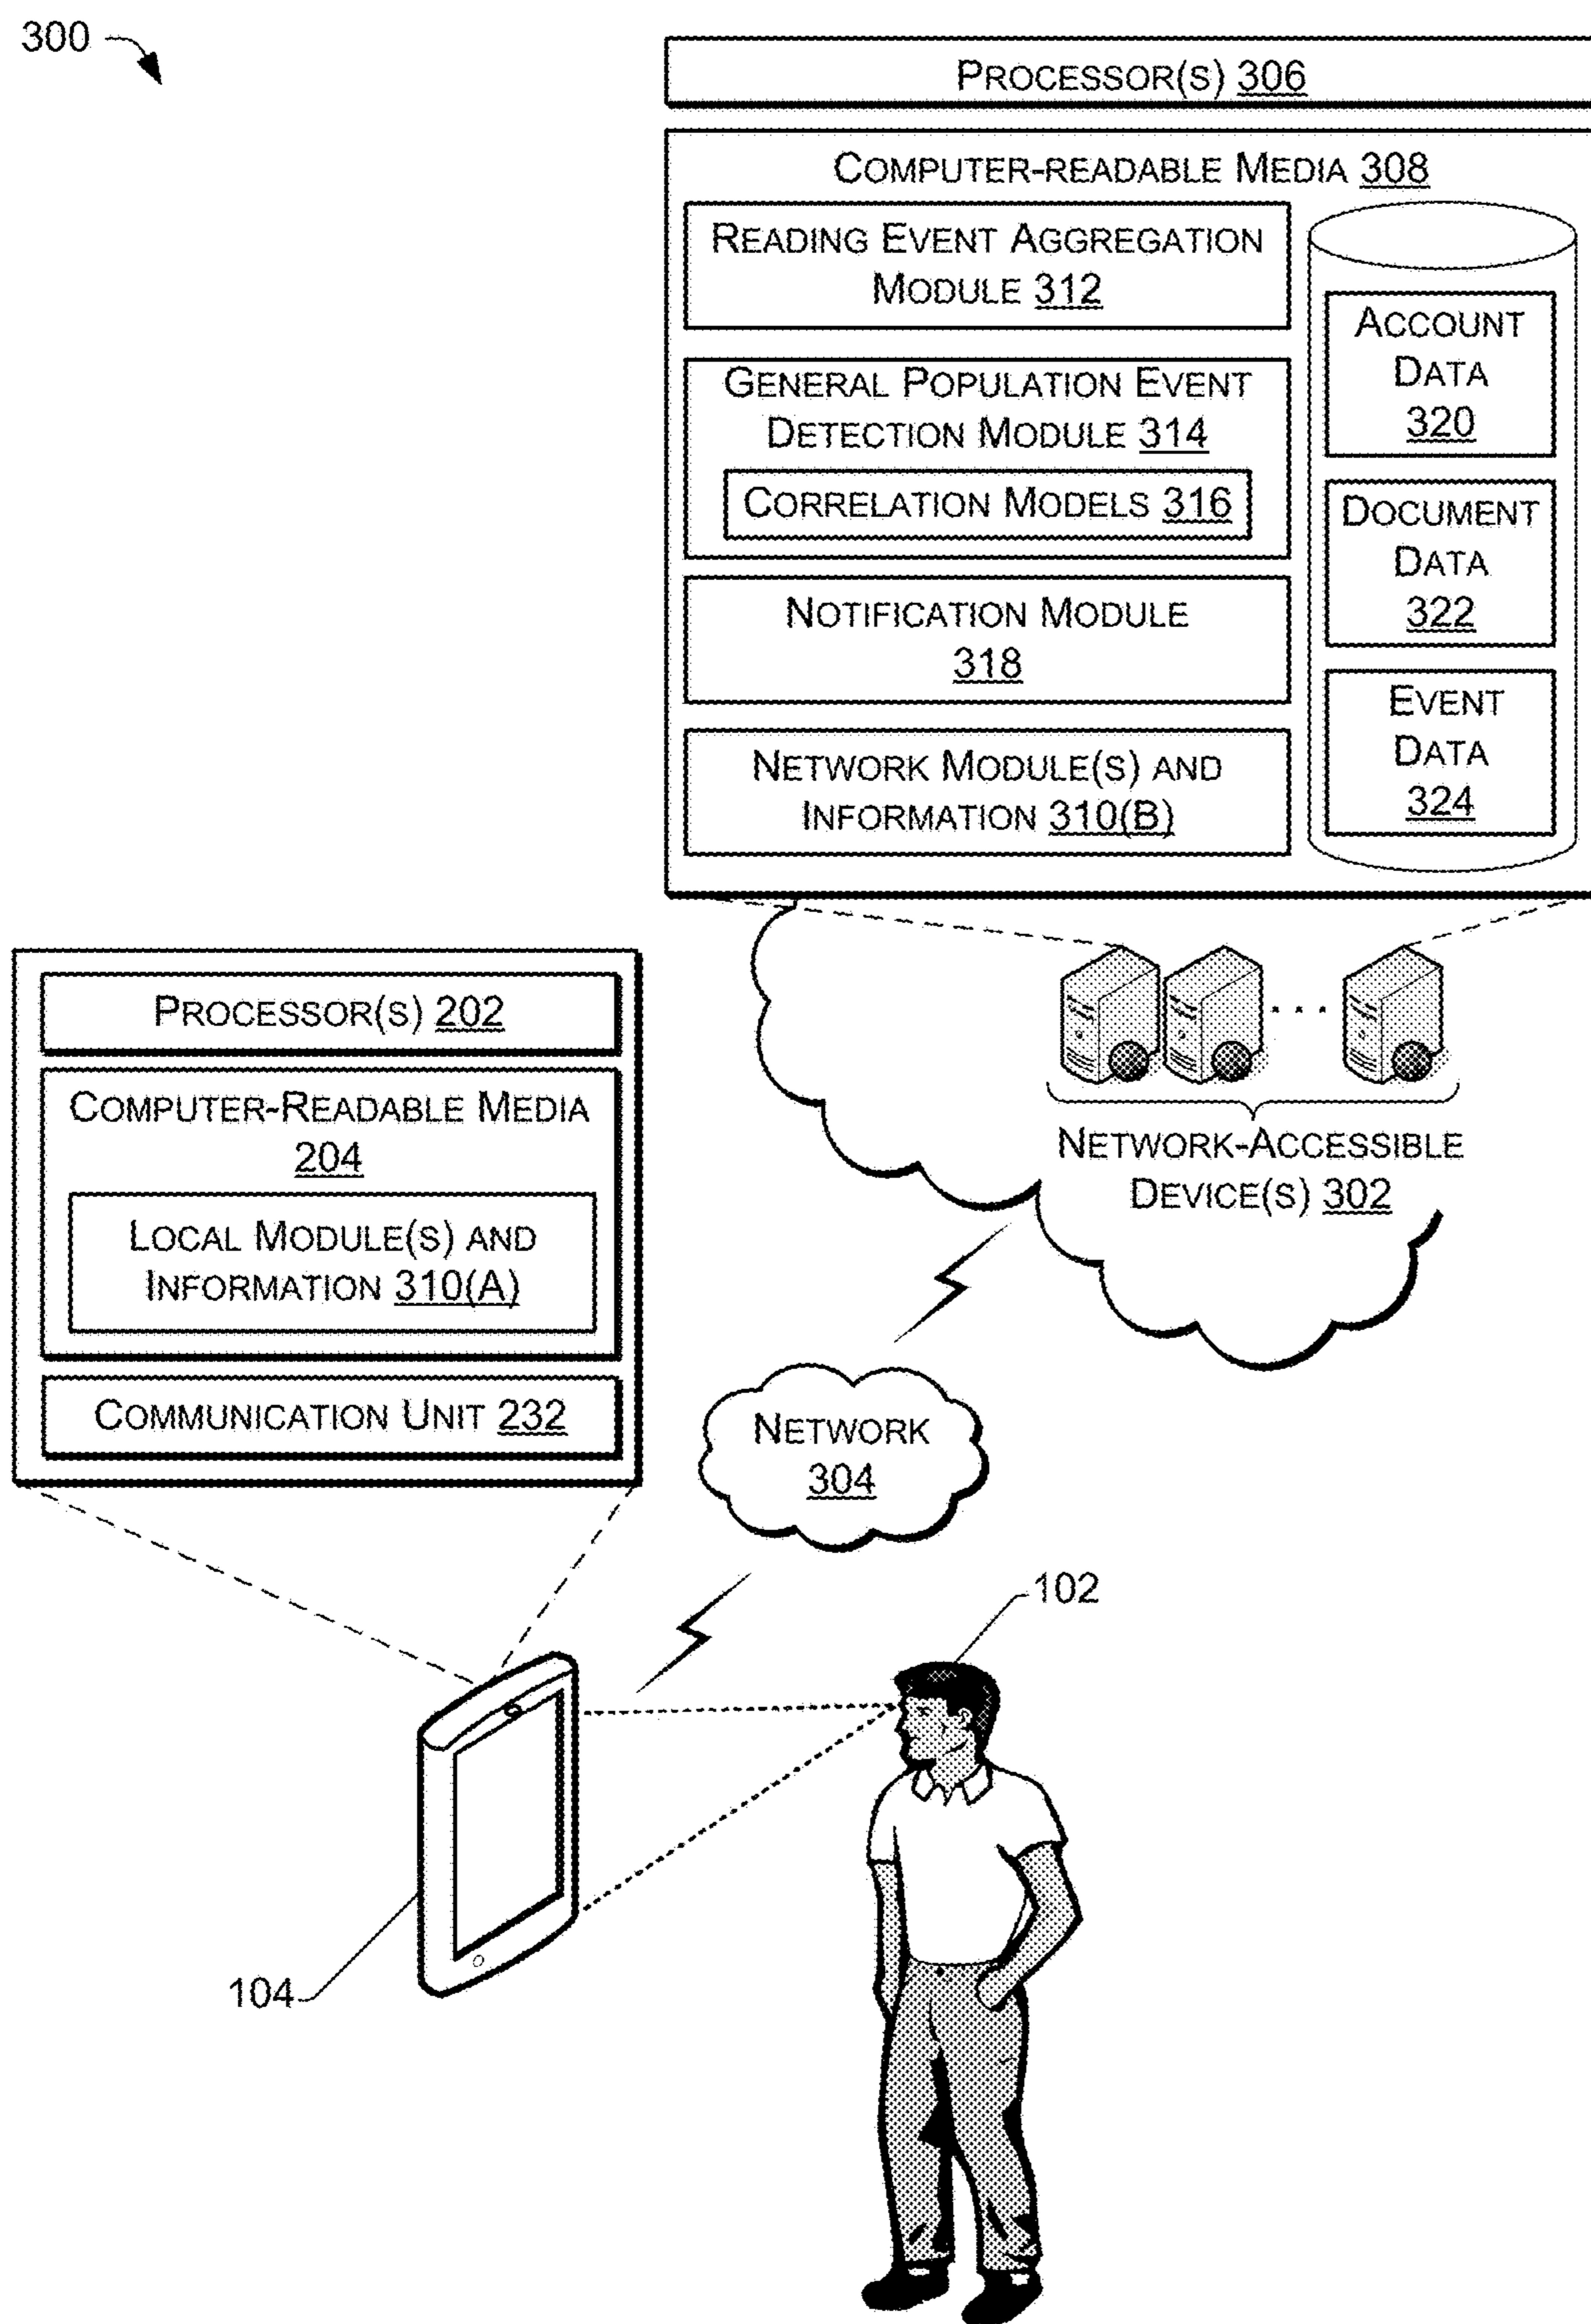 300
PROCESSOR(S) 306
COMPUTER-READABLE MEDIA 308
READING EVENT AGGREGATION
MODULE 312
GENERAL POPULATION EVENT
DETECTION MODULE 314
CORRELATION MODELS 316
NOTIFICATION MODULE
318
NETWORK MODULE(S) AND
INFORMATION 310(B)
ACCOUNT
DATA
320
DOCUMENT
DATA
322
EVENT
DATA
324
PROCESSOR(S) 202
COMPUTER-READABLE MEDIA
204
LOCAL MODULE(S) AND
INFORMATION 310(A)
COMMUNICATION UNIT 232
NETWORK-ACCESSIBLE
DEVICE(S) 302
NETWORK
304
102
104